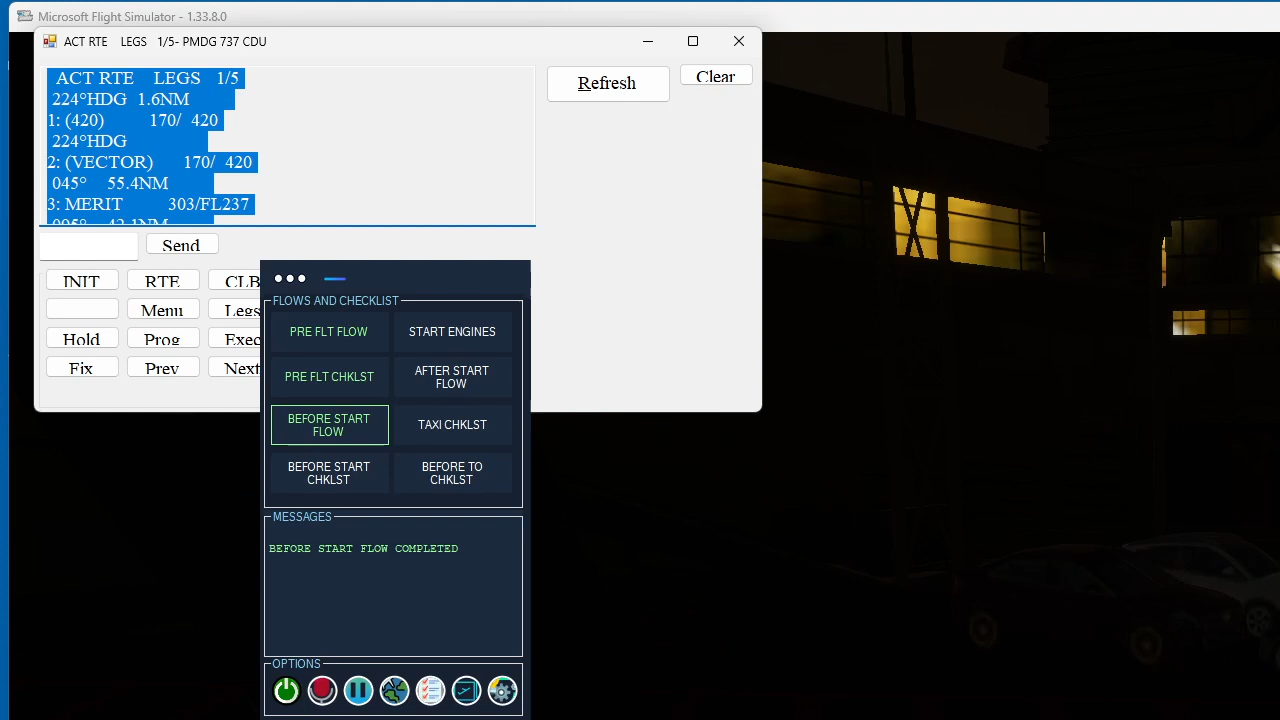 Microsoft Flight Simulator - 1.33.8.0
ACT RTE    LEGS   1/5- PMDG 737 CDU
ACT RTE    LEGS   1/5
224°HDG  1.6NM
1: (420)         170/  420
224°HDG
2: (VECTOR)      170/  420
045°    55.4NM
3: MERIT         303/FL237
Refresh
Clear
Send
INIT
RTE
CLB
Menu
Legs
Hold
Prog
Exec
Fix
Prev
Next
FLOWS AND CHECKLIST
PRE FLT FLOW
START ENGINES
PRE FLT CHKLST
AFTER START
FLOW
BEFORE START
FLOW
TAXI CHKLST
BEFORE START
CHKLST
BEFORE TO
CHKLST
MESSAGES
BEFORE START FLOW COMPLETED
OPTIONS